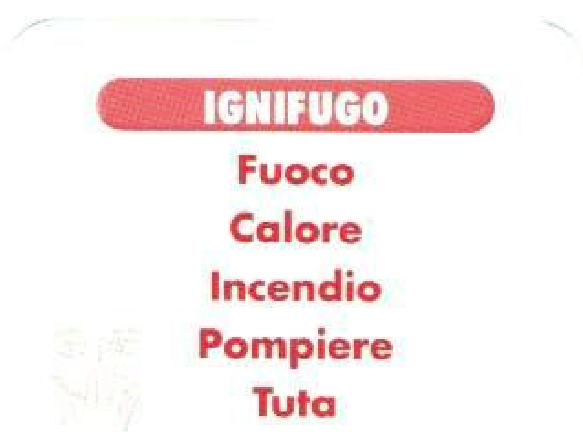 IGNIFUGO
Fuoco
Calore
Incendio
Pompiere
Tuta